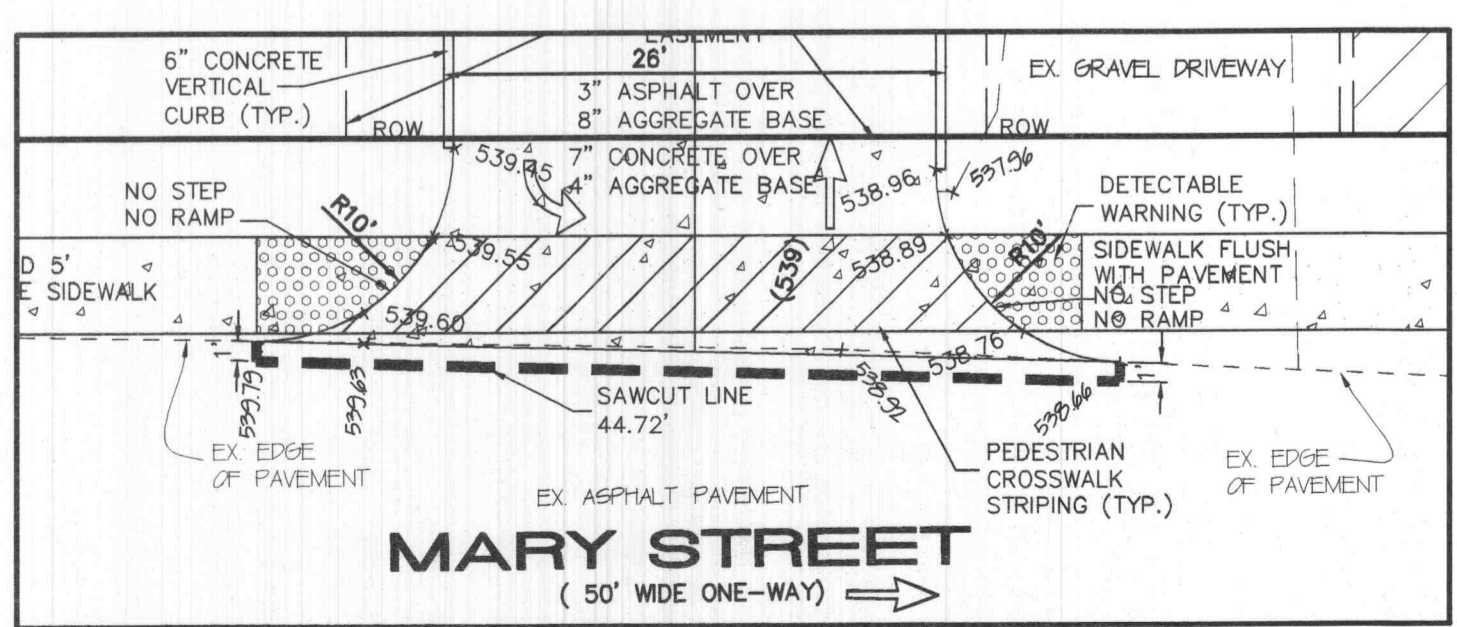 6" CONCRETE
VERTICAL
CURB (TYP.)
EASEMENT
26'
3" ASPHALT OVER
8" AGGREGATE BASE
EX. GRAVEL DRIVEWAY
ROW
ROW
539.45
7" CONCRETE OVER
4" AGGREGATE BASE
538.96
537.96
NO STEP
NO RAMP
R10'
DETECTABLE
WARNING (TYP.)
R10'
539.55
(539)
538.89
SIDEWALK FLUSH
WITH PAVEMENT
NO STEP
NO RAMP
D 5'
E SIDEWALK
539.60
538.76
1'
1'
539.79
539.63
538.92
538.66
SAWCUT LINE
44.72'
EX. EDGE
OF PAVEMENT
PEDESTRIAN
CROSSWALK
STRIPING (TYP.)
EX. EDGE
OF PAVEMENT
EX. ASPHALT PAVEMENT
MARY STREET
( 50' WIDE ONE-WAY)